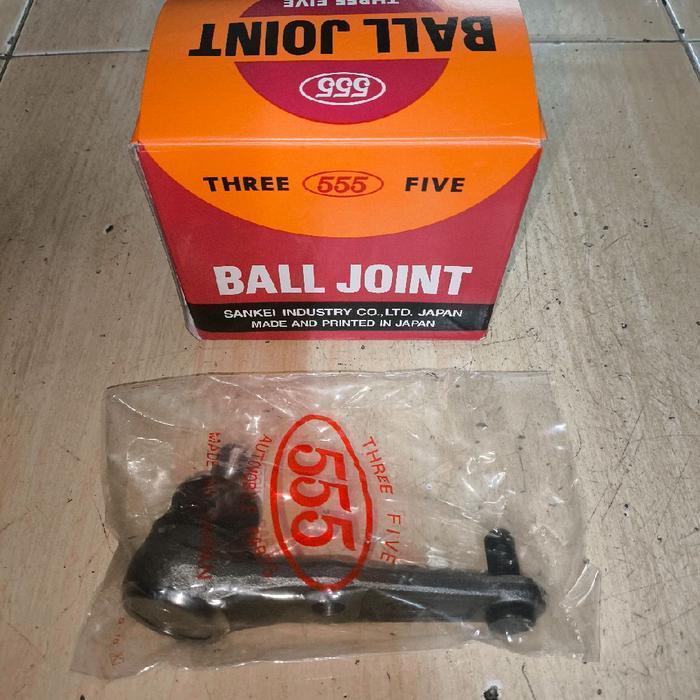 THREE FIVE
BALL JOINT
555
THREE 555 FIVE
BALL JOINT
SANKEI INDUSTRY CO.,LTD. JAPAN
MADE AND PRINTED IN JAPAN
THREE FIVE
555